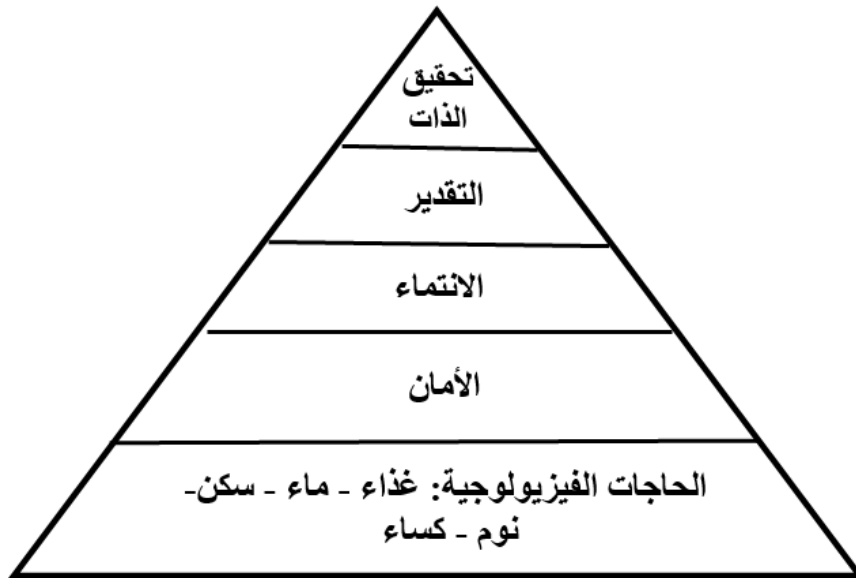 تحقيق
الذات
التقدير
الانتماء
الأمان
الحاجات الفيزيولوجية: غذاء - ماء - سكن-
نوم - كساء